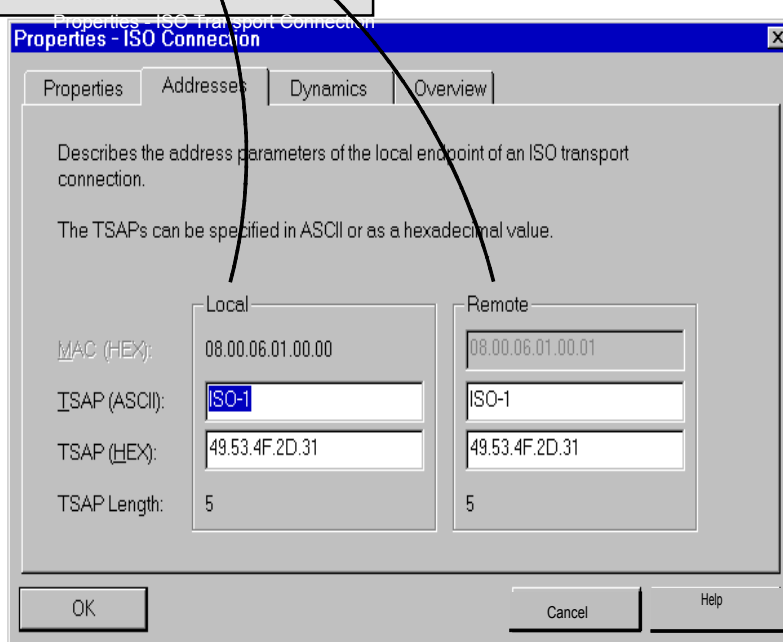 Properties - ISO Transport Connection
Properties - ISO Connection
Properties Addresses Dynamics Overview
Describes the address parameters of the local endpoint of an ISO transport
connection.
The TSAPs can be specified in ASCII or as a hexadecimal value.
Local Remote
MAC (HEX): 08.00.06.01.00.00 08.00.06.01.00.01
TSAP (ASCII): ISO-1 ISO-1
TSAP (HEX): 49.53.4F.2D.31 49.53.4F.2D.31
TSAP Length: 5 5
OK Cancel Help